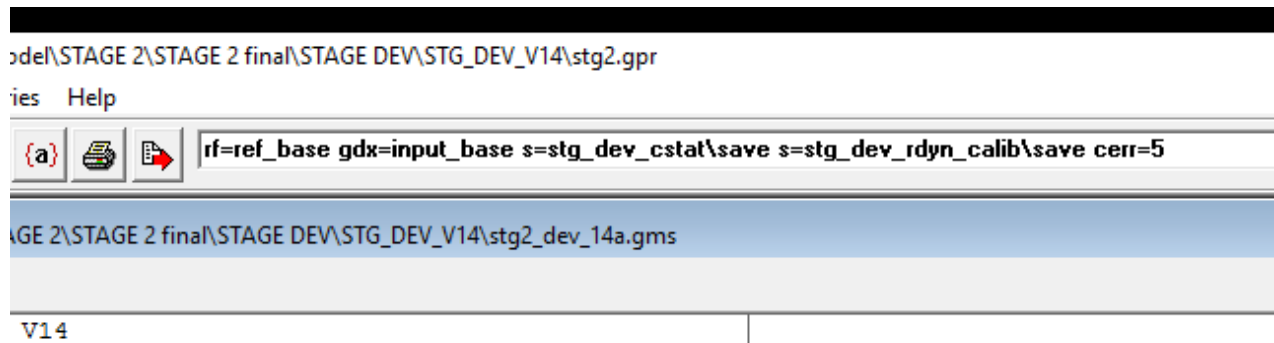 odel\STAGE 2\STAGE 2 final\STAGE DEV\STG_DEV_V14\stg2.gpr
ries Help
{a} rf=ref_base gdx=input_base s=stg_dev_cstat\save s=stg_dev_rdyn_calib\save cerr=5
AGE 2\STAGE 2 final\STAGE DEV\STG_DEV_V14\stg2_dev_14a.gms
V14